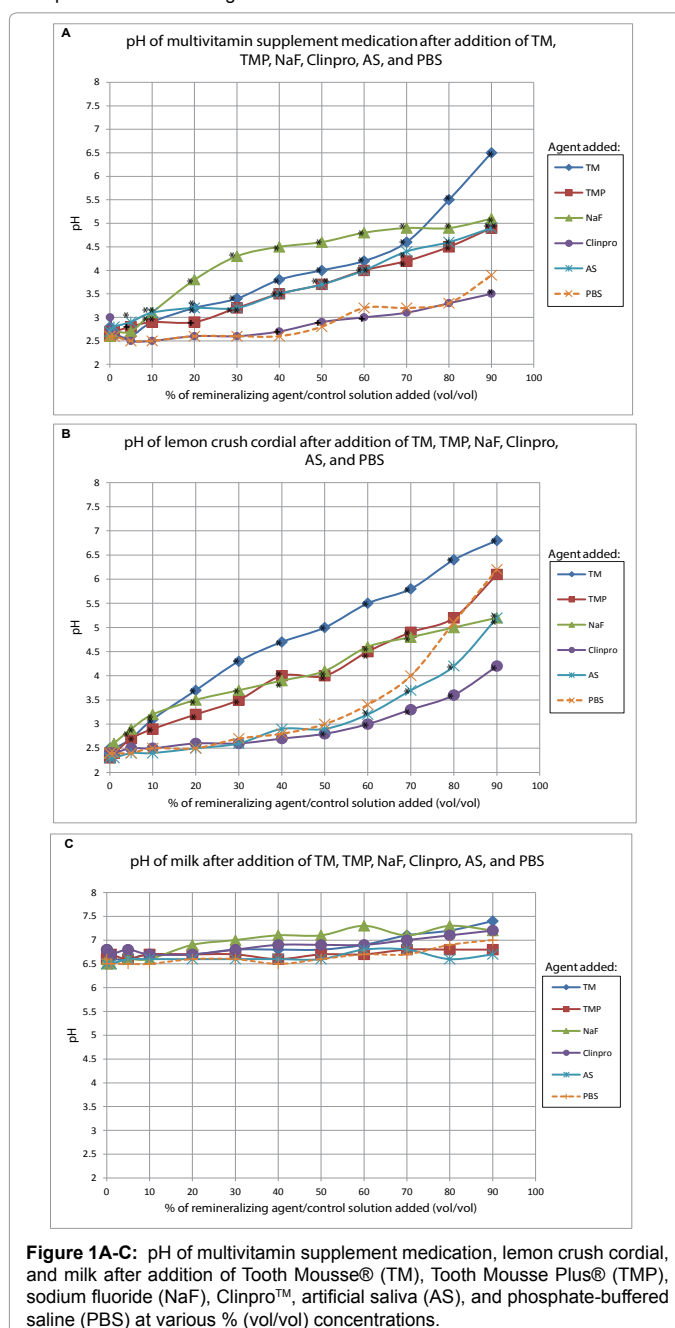 A
pH of multivitamin supplement medication after addition of TM,
TMP, NaF, Clinpro, AS, and PBS
8
7.5
7
6.5
6
5.5
5
4.5
4
3.5
3
2.5
2
pH
0 10 20 30 40 50 60 70 80 90 100
% of remineralizing agent/control solution added (vol/vol)
Agent added:
TM
TMP
NaF
Clinpro
AS
PBS
B
pH of lemon crush cordial after addition of TM, TMP, NaF, Clinpro,
AS, and PBS
8
7.5
7
6.5
6
5.5
5
4.5
4
3.5
3
2.5
2
pH
0 10 20 30 40 50 60 70 80 90 100
% of remineralizing agent/control solution added (vol/vol)
Agent added:
TM
TMP
NaF
Clinpro
AS
PBS
C
pH of milk after addition of TM, TMP, NaF, Clinpro, AS, and PBS
8
7.5
7
6.5
6
5.5
5
4.5
4
3.5
3
2.5
2
pH
0 10 20 30 40 50 60 70 80 90 100
% of remineralizing agent/control solution added (vol/vol)
Agent added:
TM
TMP
NaF
Clinpro
AS
PBS
Figure 1A-C: pH of multivitamin supplement medication, lemon crush cordial,
and milk after addition of Tooth Mousse® (TM), Tooth Mousse Plus® (TMP),
sodium fluoride (NaF), Clinpro™, artificial saliva (AS), and phosphate-buffered
saline (PBS) at various % (vol/vol) concentrations.